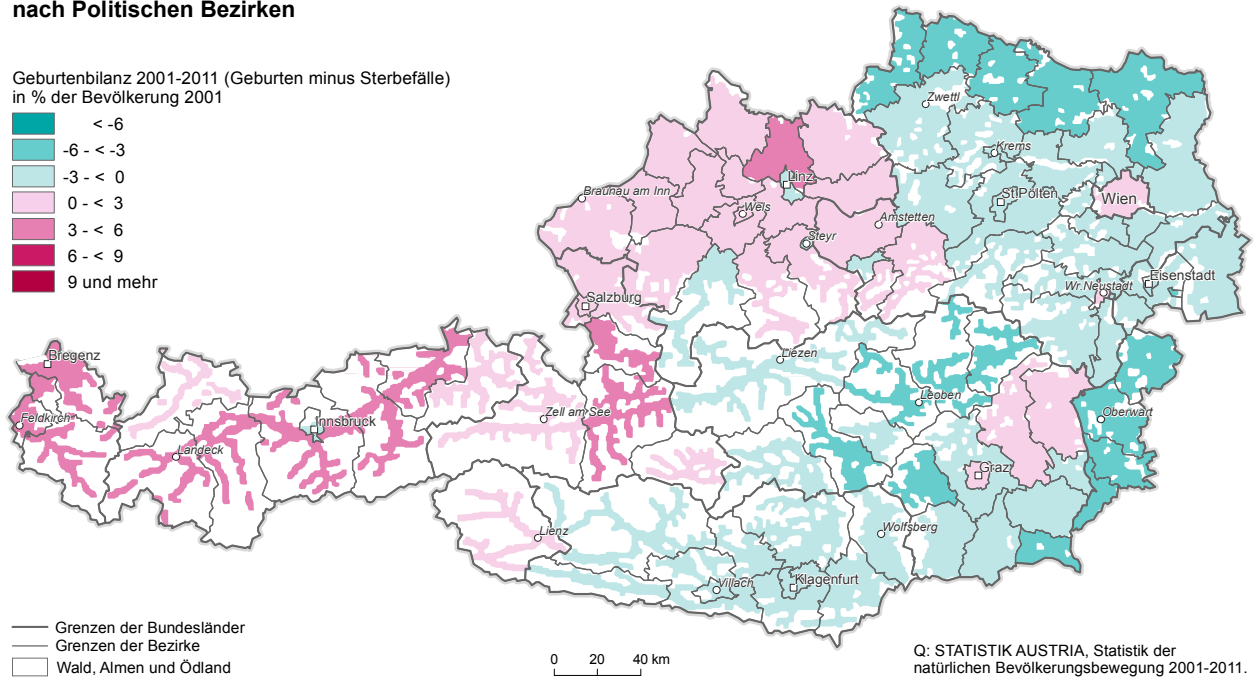 nach Politischen Bezirken
Geburtenbilanz 2001-2011 (Geburten minus Sterbefälle)
in % der Bevölkerung 2001
< -6
-6 - < -3
-3 - < 0
0 - < 3
3 - < 6
6 - < 9
9 und mehr
Zwettl
Krems
Linz
St.Pölten
Wien
Braunau am Inn
Wels
Amstetten
Steyr
Eisenstadt
Wr.Neustadt
Salzburg
Bregenz
Liezen
Leoben
Zell am See
Oberwart
Feldkirch
Innsbruck
Landeck
Graz
Lienz
Wolfsberg
Villach
Klagenfurt
Grenzen der Bundesländer
Grenzen der Bezirke
Wald, Almen und Ödland
0 20 40 km
Q: STATISTIK AUSTRIA, Statistik der
natürlichen Bevölkerungsbewegung 2001-2011.